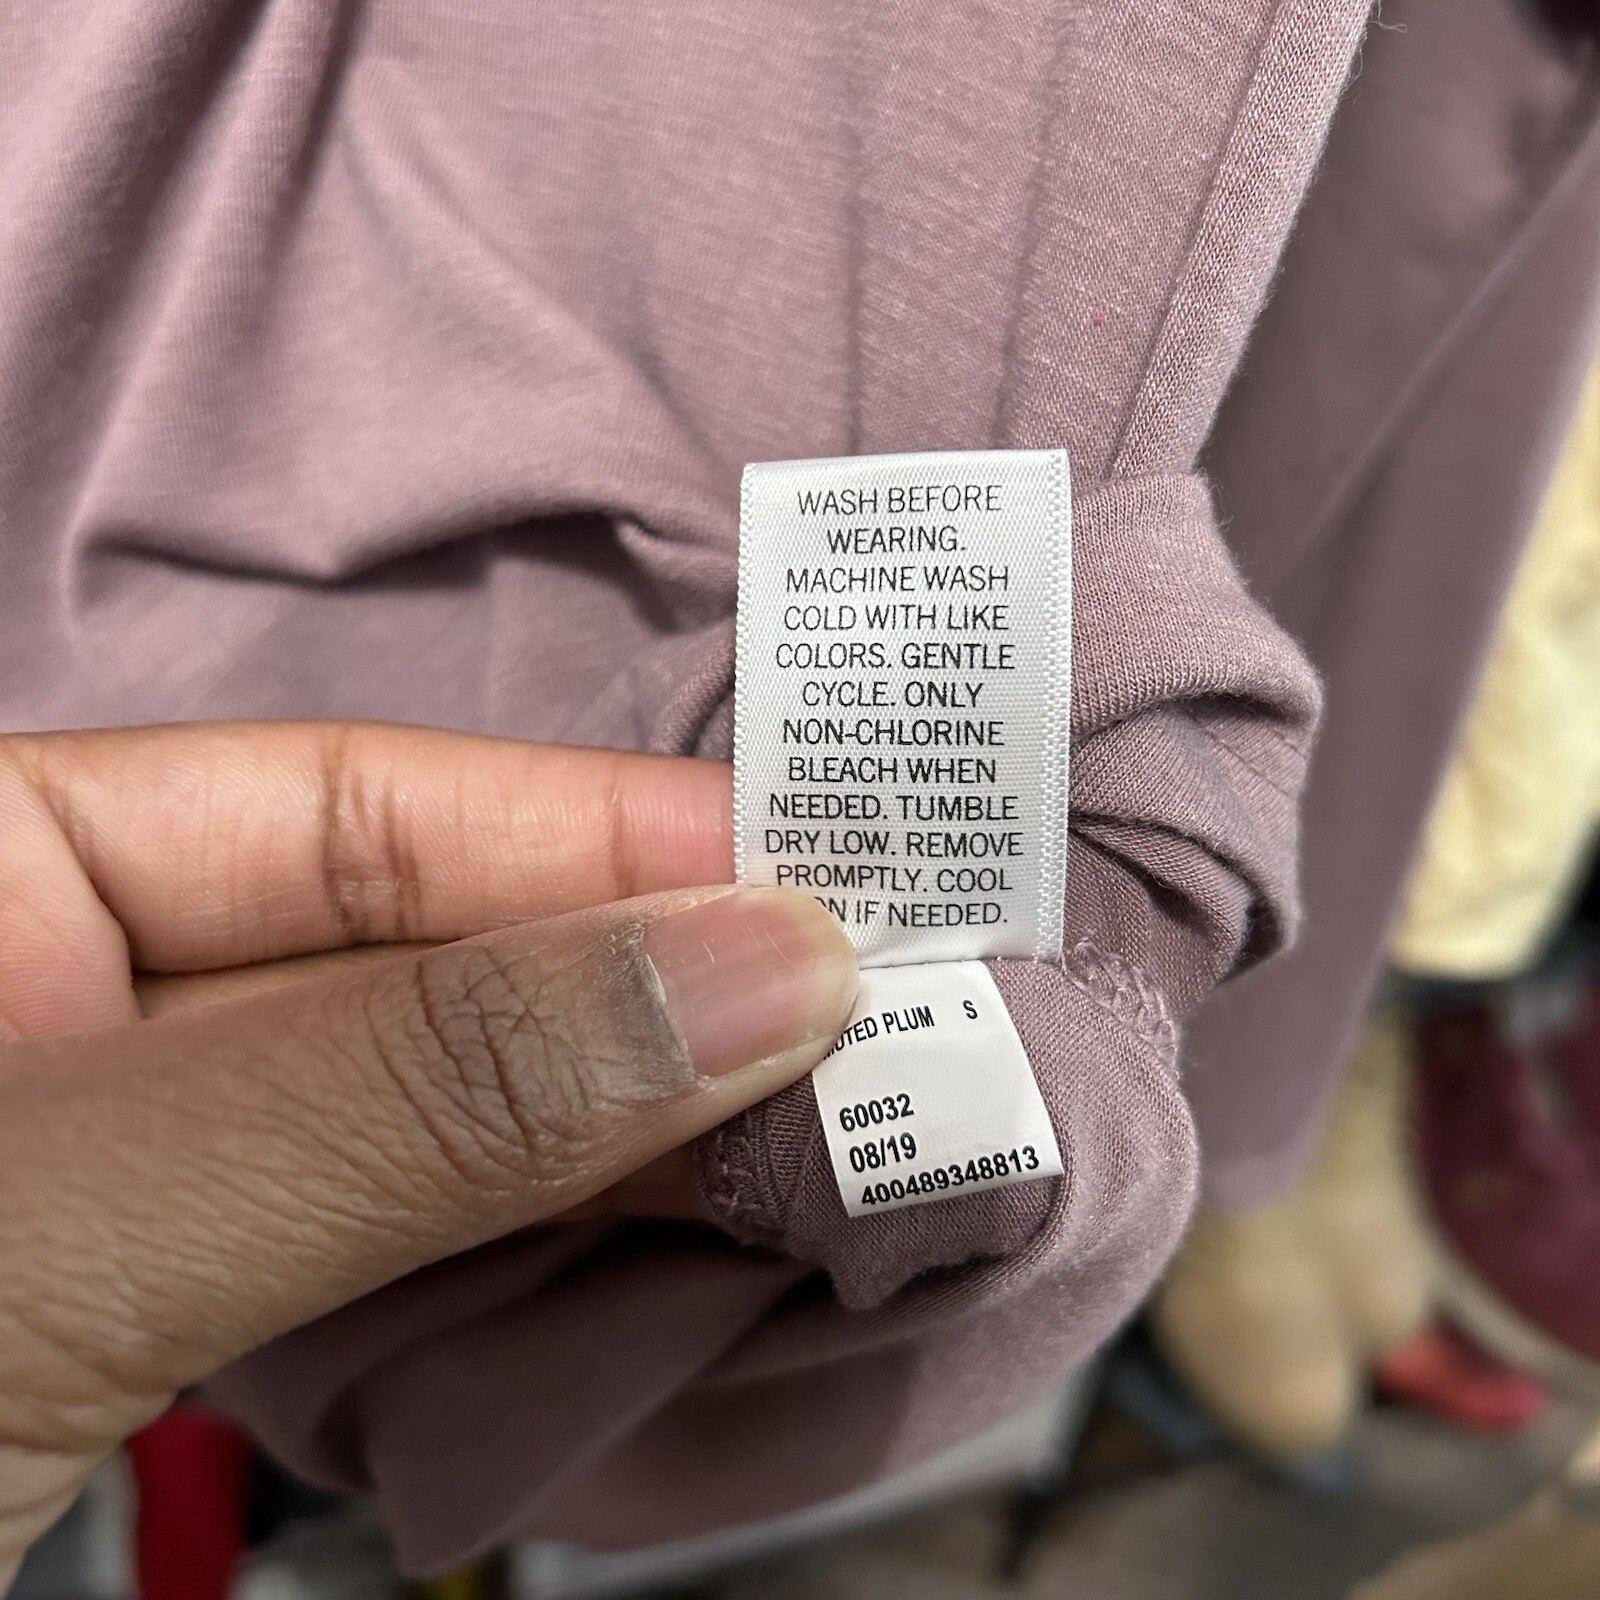 WASH BEFORE
WEARING.
MACHINE WASH
COLD WITH LIKE
COLORS. GENTLE
CYCLE. ONLY
NON-CHLORINE
BLEACH WHEN
NEEDED. TUMBLE
DRY LOW. REMOVE
PROMPTLY. COOL
IF NEEDED.
MUTED PLUM S
60032
08/19
400489348813